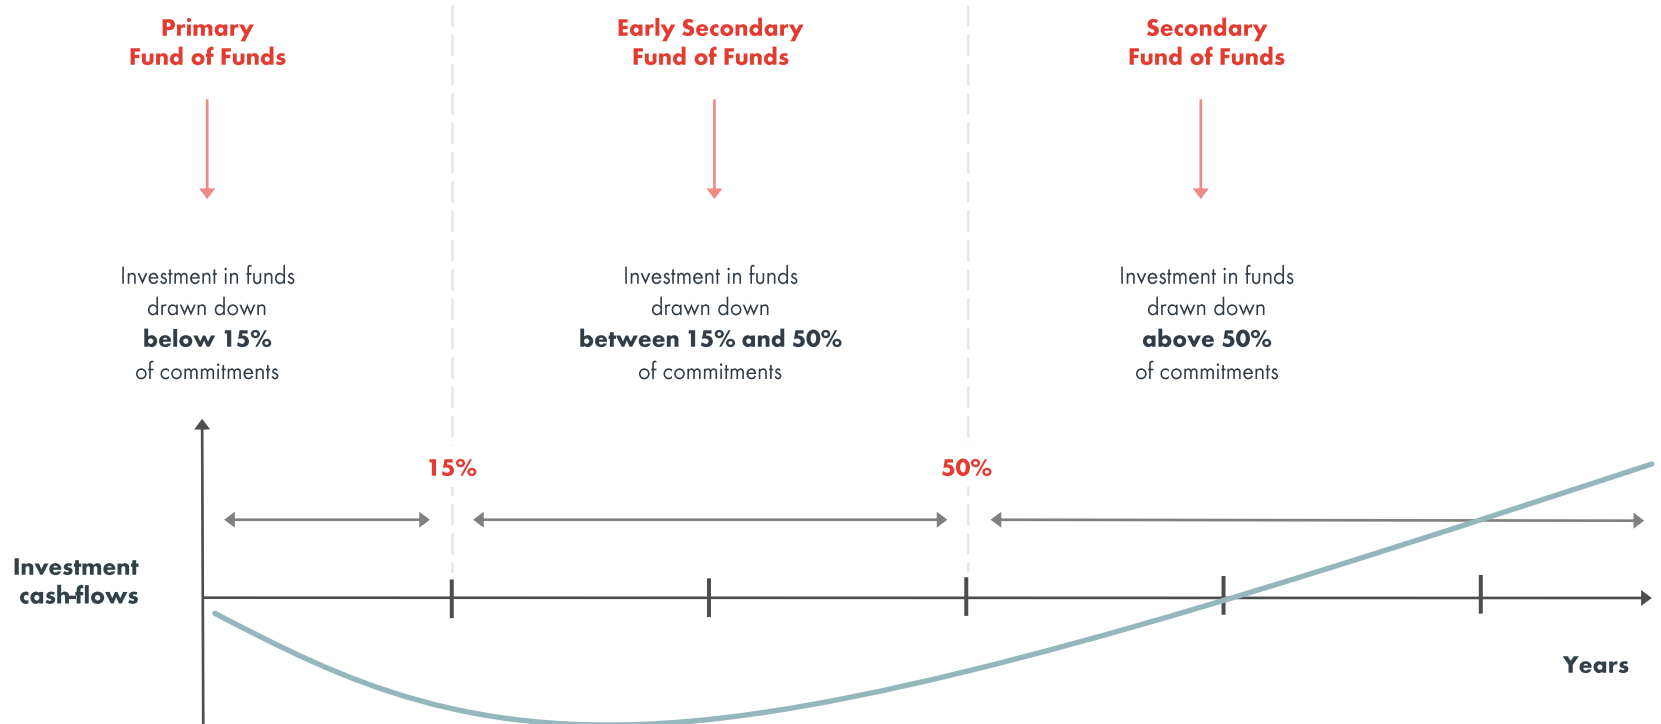 Primary
Fund of Funds
Early Secondary
Fund of Funds
Secondary
Fund of Funds
Investment in funds
drawn down
below 15%
of commitments
Investment in funds
drawn down
between 15% and 50%
of commitments
Investment in funds
drawn down
above 50%
of commitments
15%
50%
Investment
cash-flows
Years